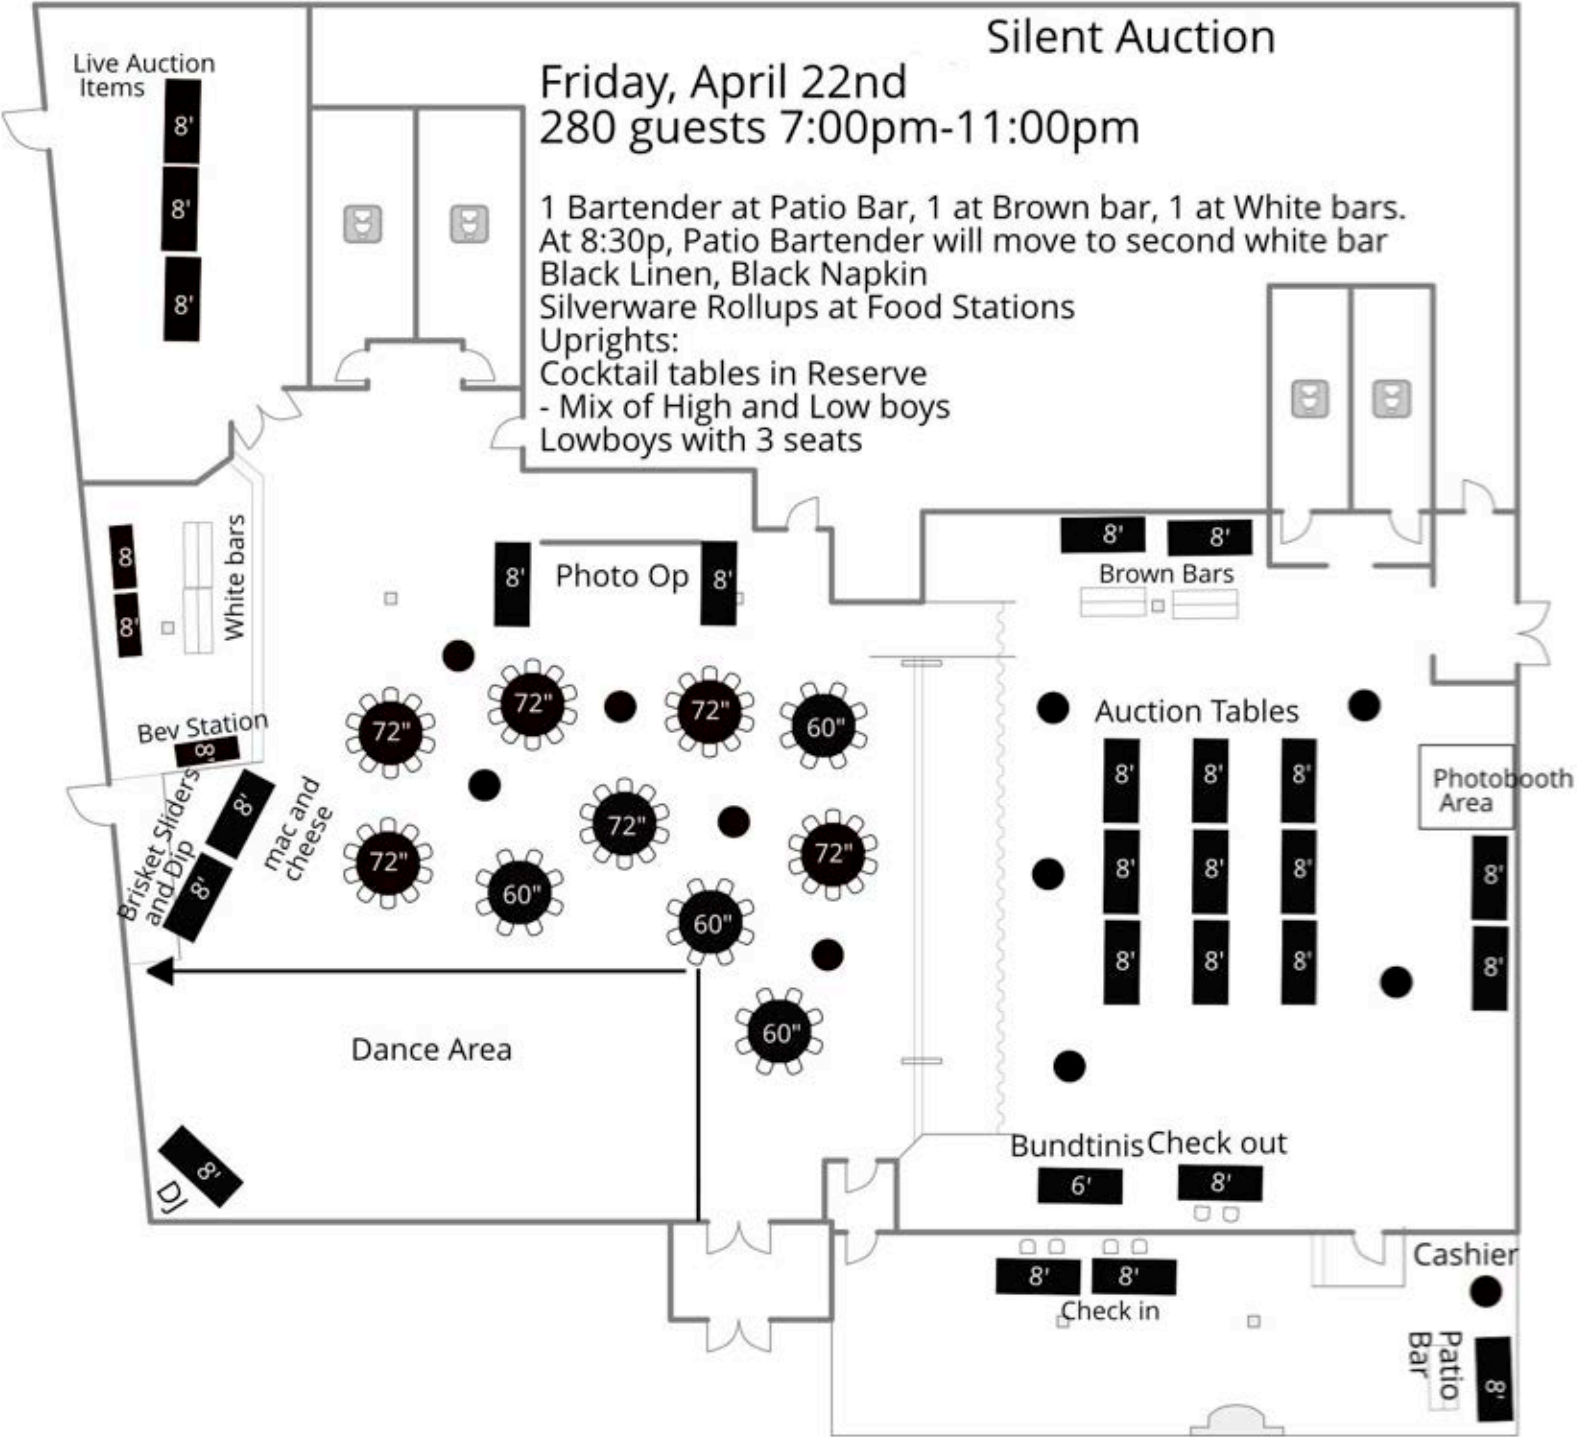 Silent Auction
Friday, April 22nd
280 guests 7:00pm-11:00pm
1 Bartender at Patio Bar, 1 at Brown bar, 1 at White bars.
At 8:30p, Patio Bartender will move to second white bar
Black Linen, Black Napkin
Silverware Rollups at Food Stations
Uprights:
Cocktail tables in Reserve
- Mix of High and Low boys
Lowboys with 3 seats
Live Auction
Items
8'
8'
8'
8
8'
White bars
Bev Station
8'
Brisket Sliders
and Dip
8'
8'
mac and
cheese
8'
Photo Op
8'
72"
72"
72"
60"
72"
72"
72"
60"
60"
60"
Dance Area
8'
DJ
8'
8'
Brown Bars
Auction Tables
8'
8'
8'
8'
8'
8'
8'
8'
8'
Photobooth
Area
8'
8'
Bundtinis
6'
Check out
8'
8'
8'
Check in
Cashier
Patio
Bar
8'